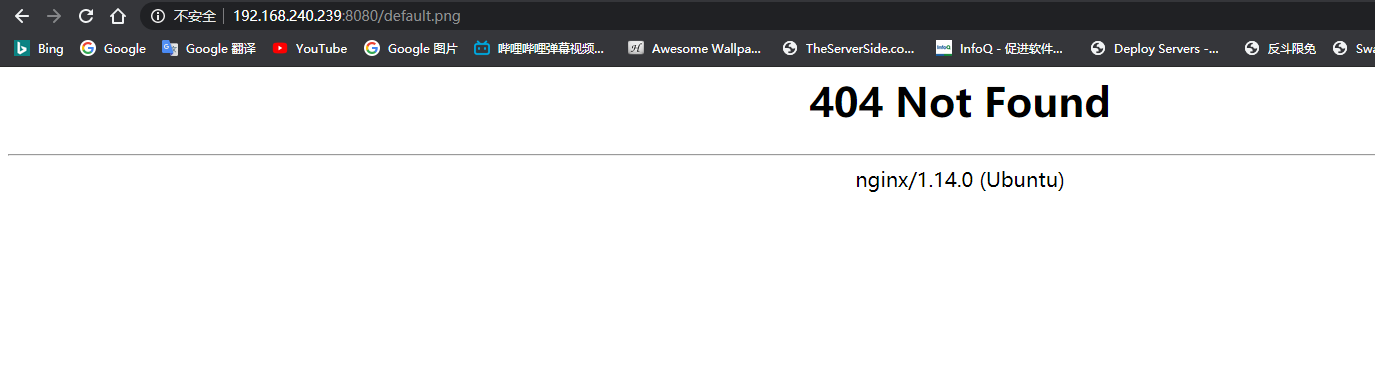 不安全 192.168.240.239:8080/default.png
Bing Google Google 翻译 YouTube Google 图片 哔哩哔哩弹幕视频... Awesome Wallpa... TheServerSide.co... InfoQ - 促进软件... Deploy Servers -... 反斗限免 Swa
404 Not Found
nginx/1.14.0 (Ubuntu)